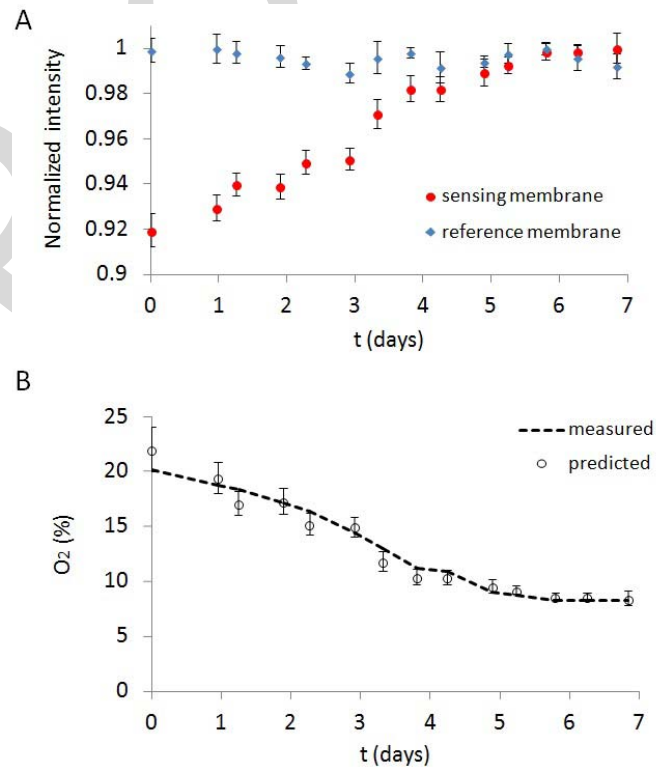 A
Normalized intensity
1
0.98
0.96
0.94
0.92
0.9
sensing membrane
reference membrane
0 1 2 3 4 5 6 7
t (days)
B
O2 (%)
25
20
15
10
5
0
measured
predicted
0 1 2 3 4 5 6 7
t (days)